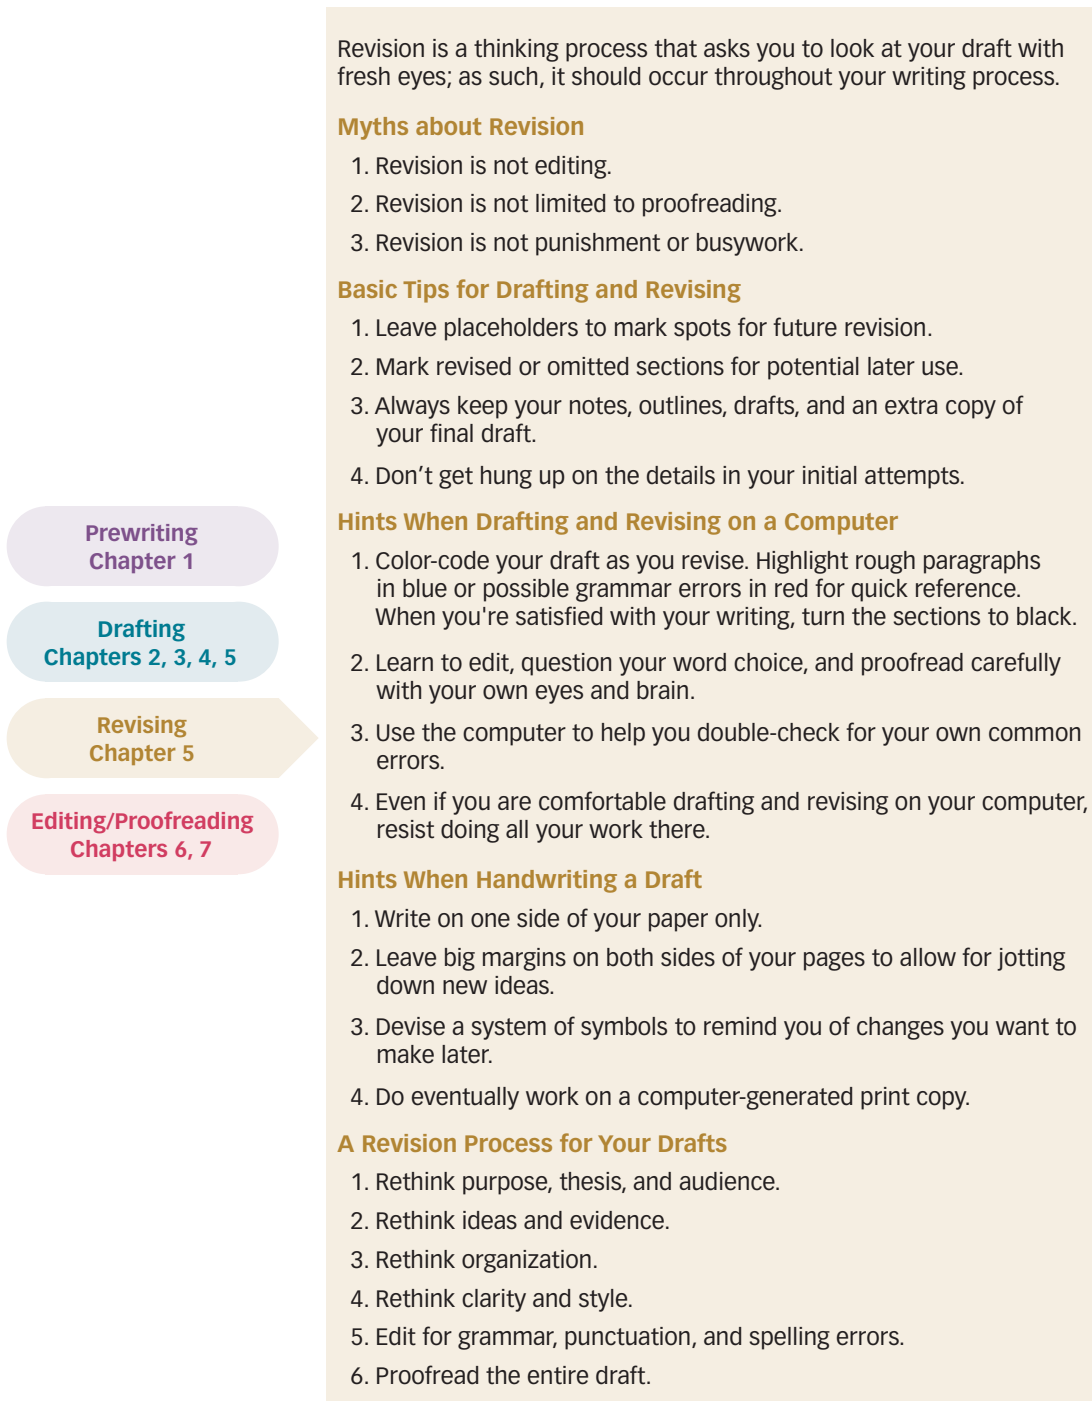 Revision is a thinking process that asks you to look at your draft with
fresh eyes; as such, it should occur throughout your writing process.
Myths about Revision
1. Revision is not editing.
2. Revision is not limited to proofreading.
3. Revision is not punishment or busywork.
Basic Tips for Drafting and Revising
1. Leave placeholders to mark spots for future revision.
2. Mark revised or omitted sections for potential later use.
3. Always keep your notes, outlines, drafts, and an extra copy of
your final draft.
4. Don't get hung up on the details in your initial attempts.
Prewriting
Chapter 1
Drafting
Chapters 2, 3, 4, 5
Revising
Chapter 5
Editing/Proofreading
Chapters 6, 7
Hints When Drafting and Revising on a Computer
1. Color-code your draft as you revise. Highlight rough paragraphs
in blue or possible grammar errors in red for quick reference.
When you're satisfied with your writing, turn the sections to black.
2. Learn to edit, question your word choice, and proofread carefully
with your own eyes and brain.
3. Use the computer to help you double-check for your own common
errors.
4. Even if you are comfortable drafting and revising on your computer,
resist doing all your work there.
Hints When Handwriting a Draft
1. Write on one side of your paper only.
2. Leave big margins on both sides of your pages to allow for jotting
down new ideas.
3. Devise a system of symbols to remind you of changes you want to
make later.
4. Do eventually work on a computer-generated print copy.
A Revision Process for Your Drafts
1. Rethink purpose, thesis, and audience.
2. Rethink ideas and evidence.
3. Rethink organization.
4. Rethink clarity and style.
5. Edit for grammar, punctuation, and spelling errors.
6. Proofread the entire draft.